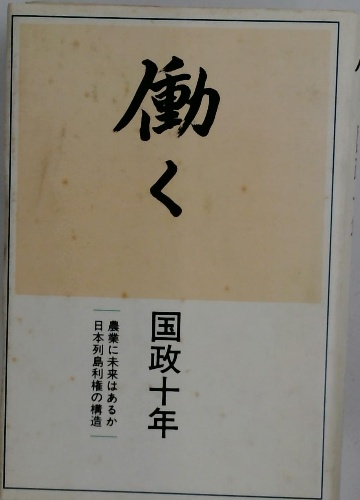 働く
国政十年
農業に未来はあるか
日本列島利権の構造